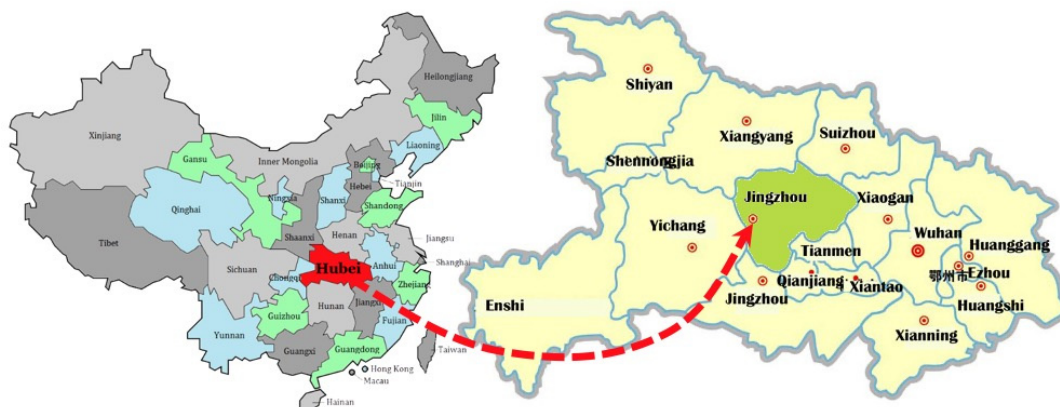 Heilongjiang
Jilin
Xinjiang
Liaoning
Gansu
Inner Mongolia
Beijing
Tianjin
Hebei
Ningxia
Shanxi
Shandong
Qinghai
Shaanxi
Henan
Jiangsu
Tibet
Hubei
Anhui
Shanghai
Sichuan
Chongq
Zhejiang
Hunan
Jiangxi
Guizhou
Fujian
Yunnan
Guangxi
Guangdong
Taiwan
Hong Kong
Macau
Hainan
Shiyan
Xiangyang
Suizhou
Shennongjia
Jingzhou
Xiaogan
Yichang
Wuhan
Huanggang
Tianmen
鄂州市
Ezhou
Qianjiang
Xiantao
Jingzhou
Enshi
Huangshi
Xianning